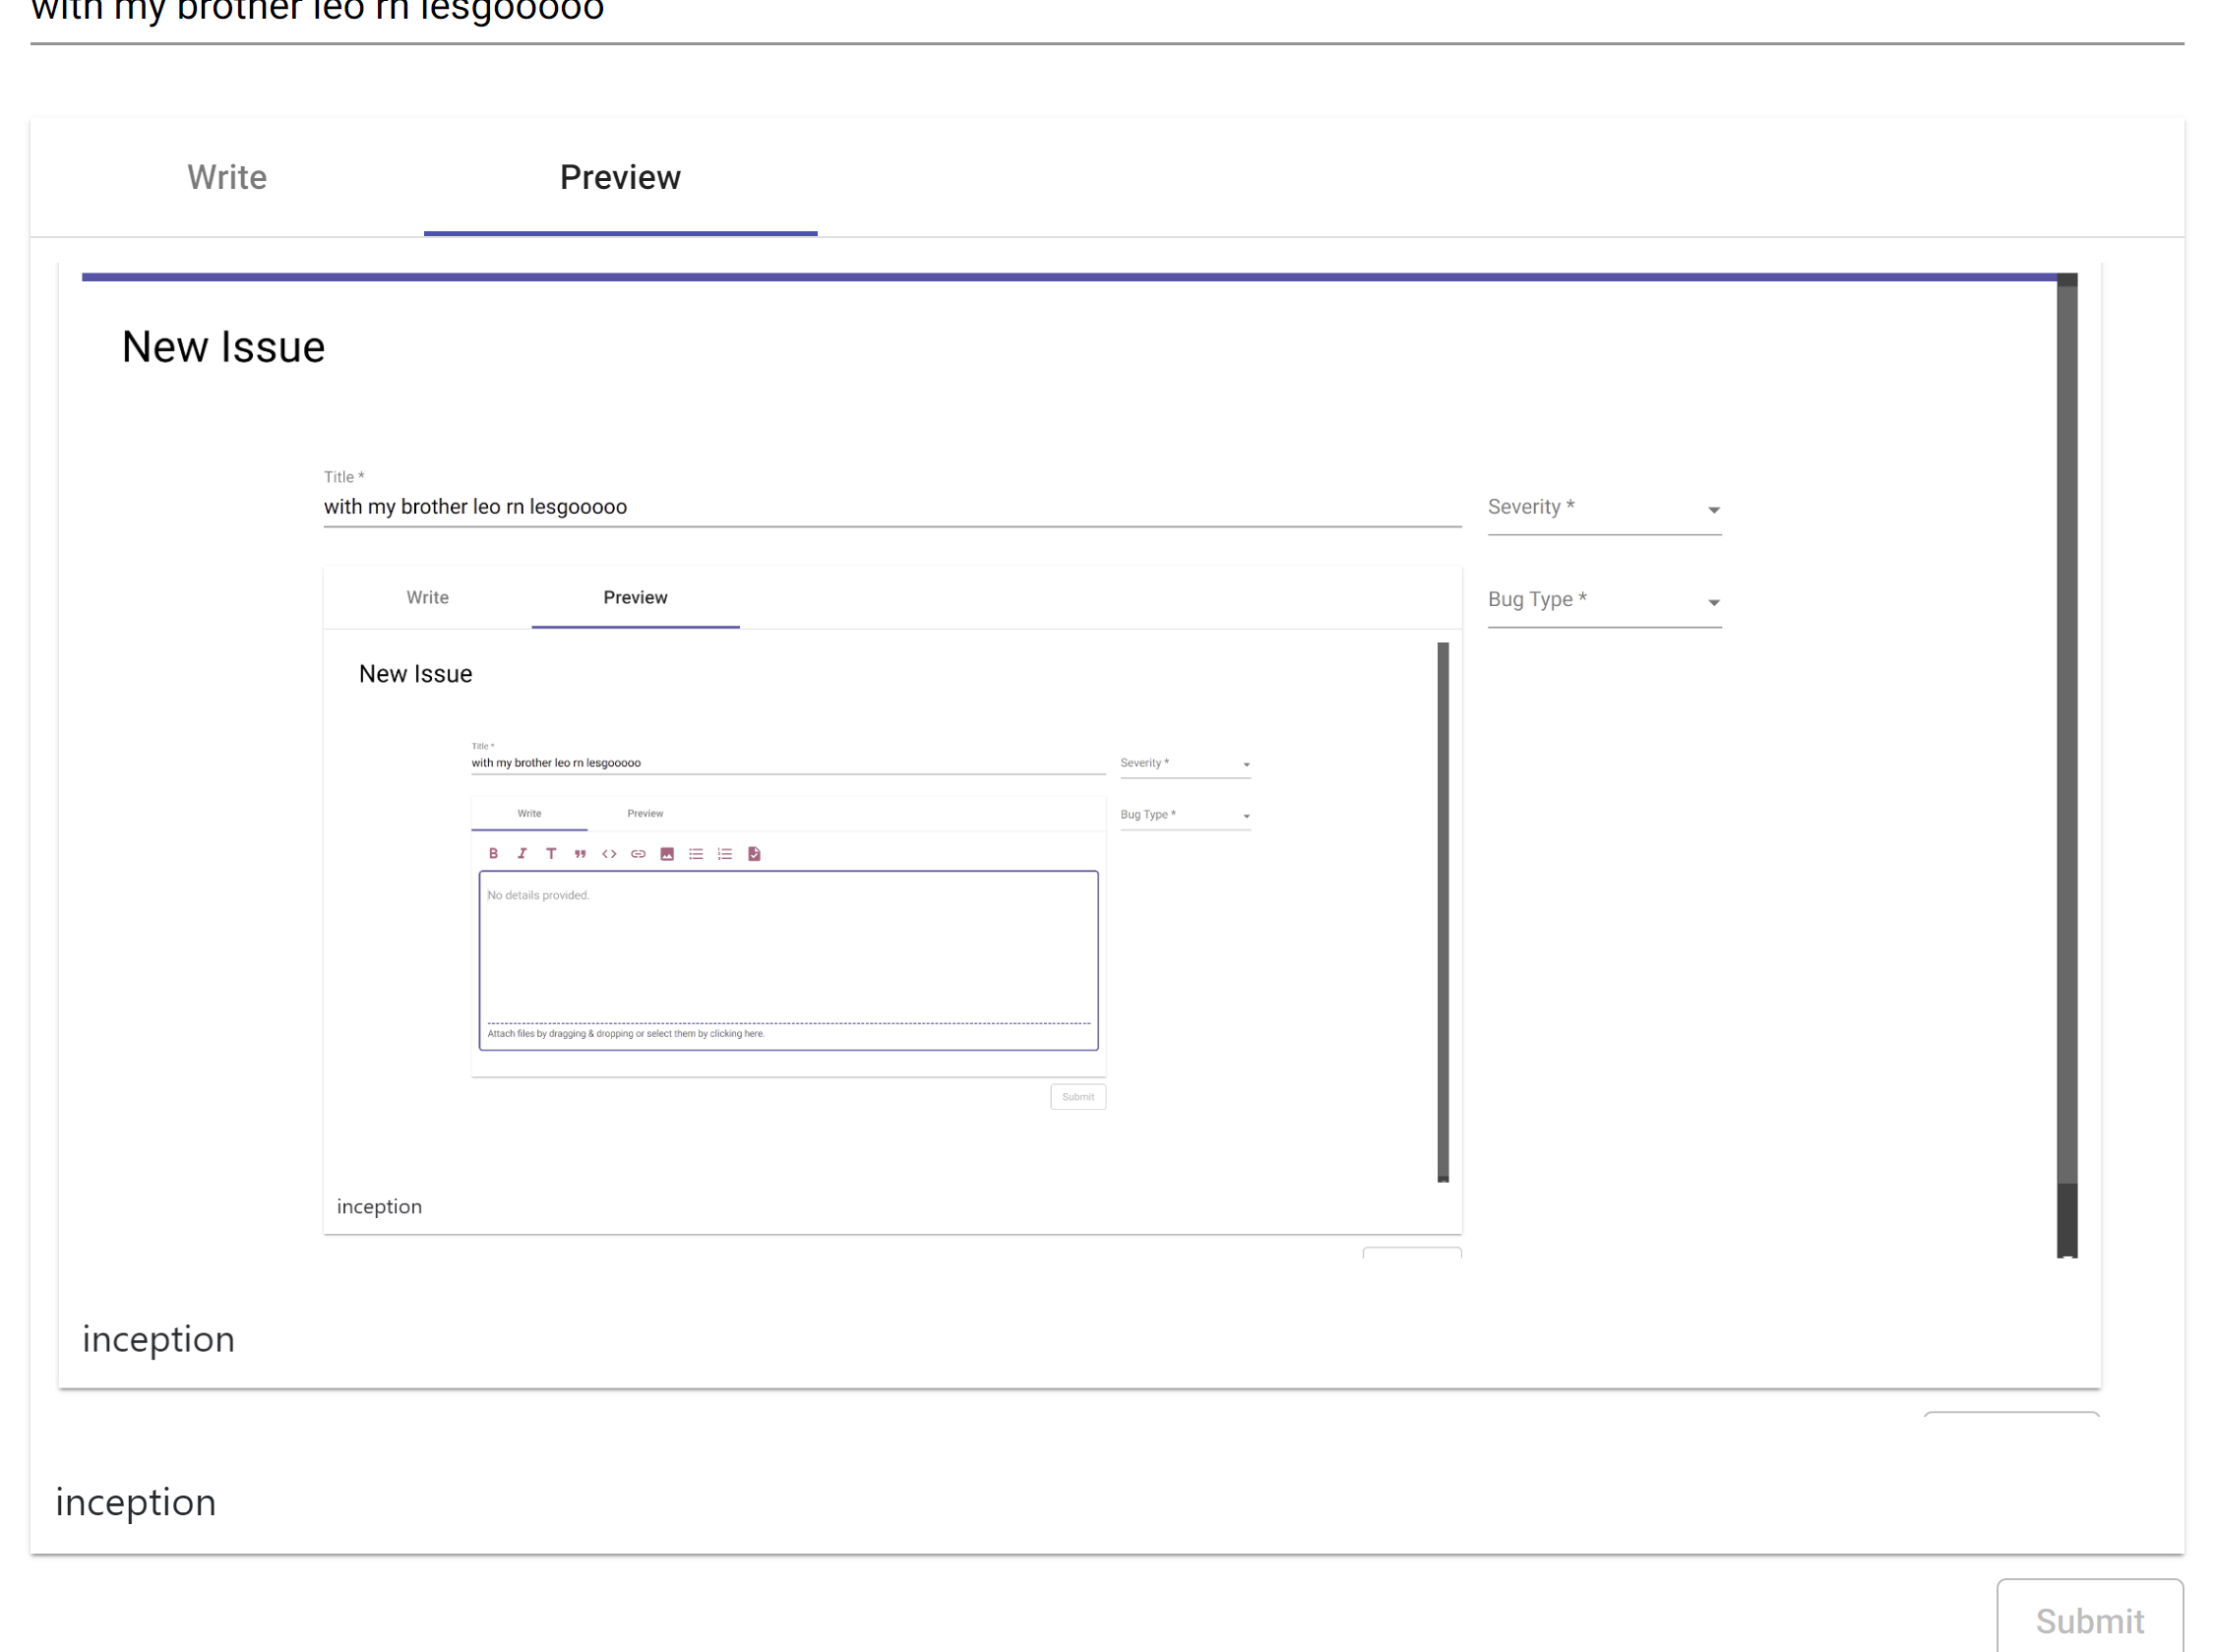 with my brother leo rn lesgooooo
Write Preview
New Issue
Title *
with my brother leo rn lesgooooo
Severity *
Write Preview
Bug Type *
New Issue
Title *
with my brother leo rn lesgooooo
Severity *
Write Preview
Bug Type *
No details provided.
Attach files by dragging & dropping or select them by clicking here.
Submit
inception
inception
inception
Submit